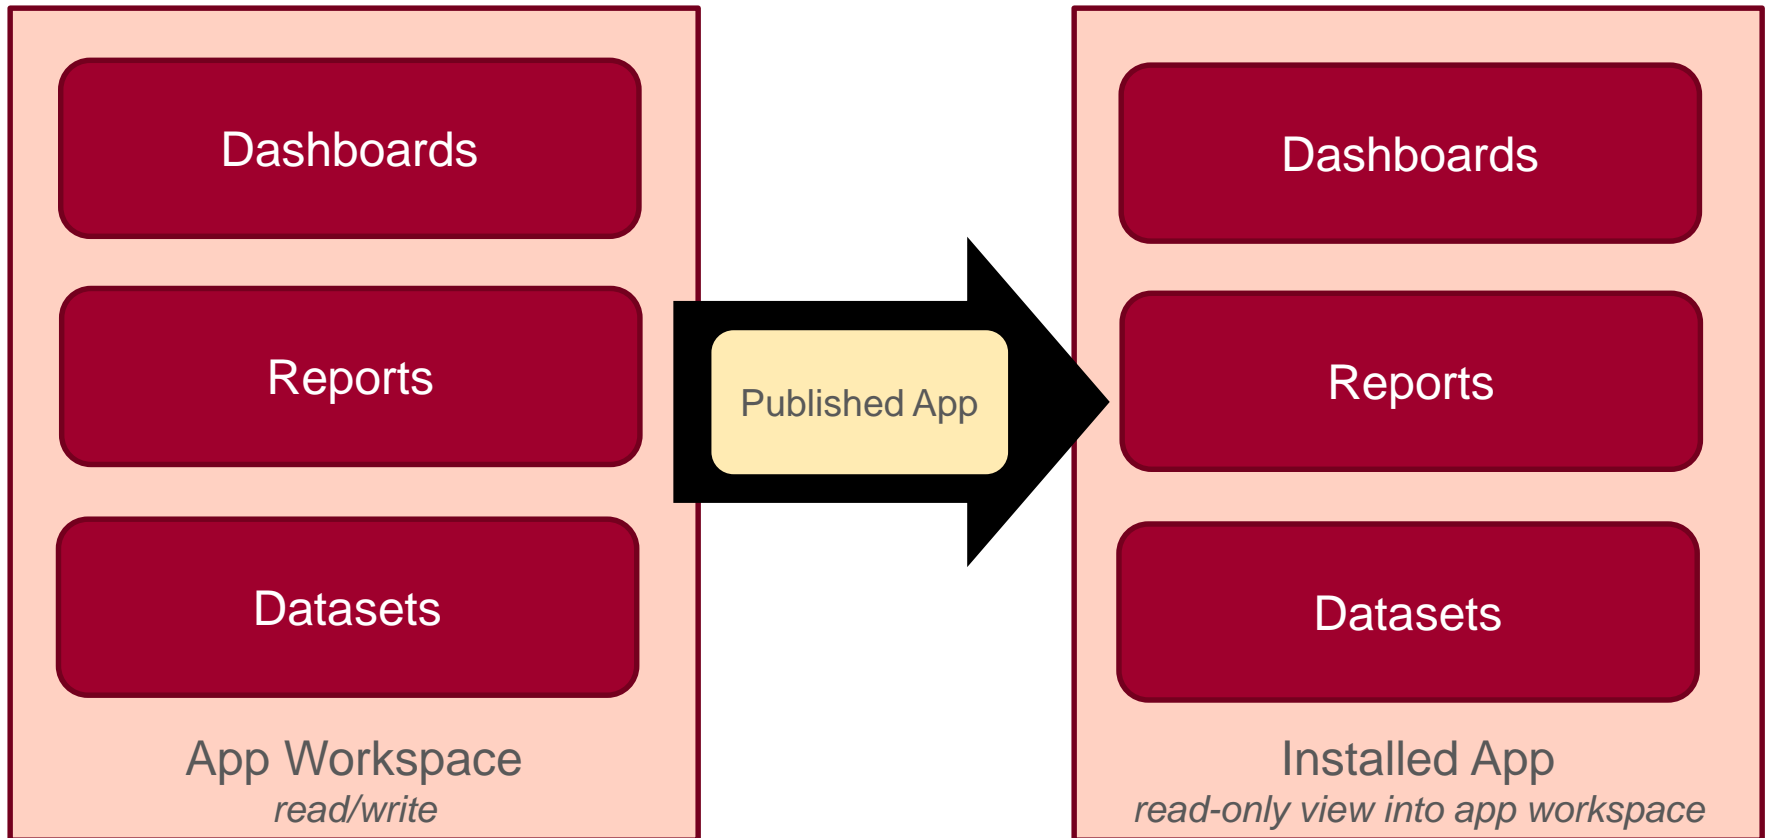 Dashboards
Reports
Datasets
App Workspace
read/write
Published App
Dashboards
Reports
Datasets
Installed App
read-only view into app workspace